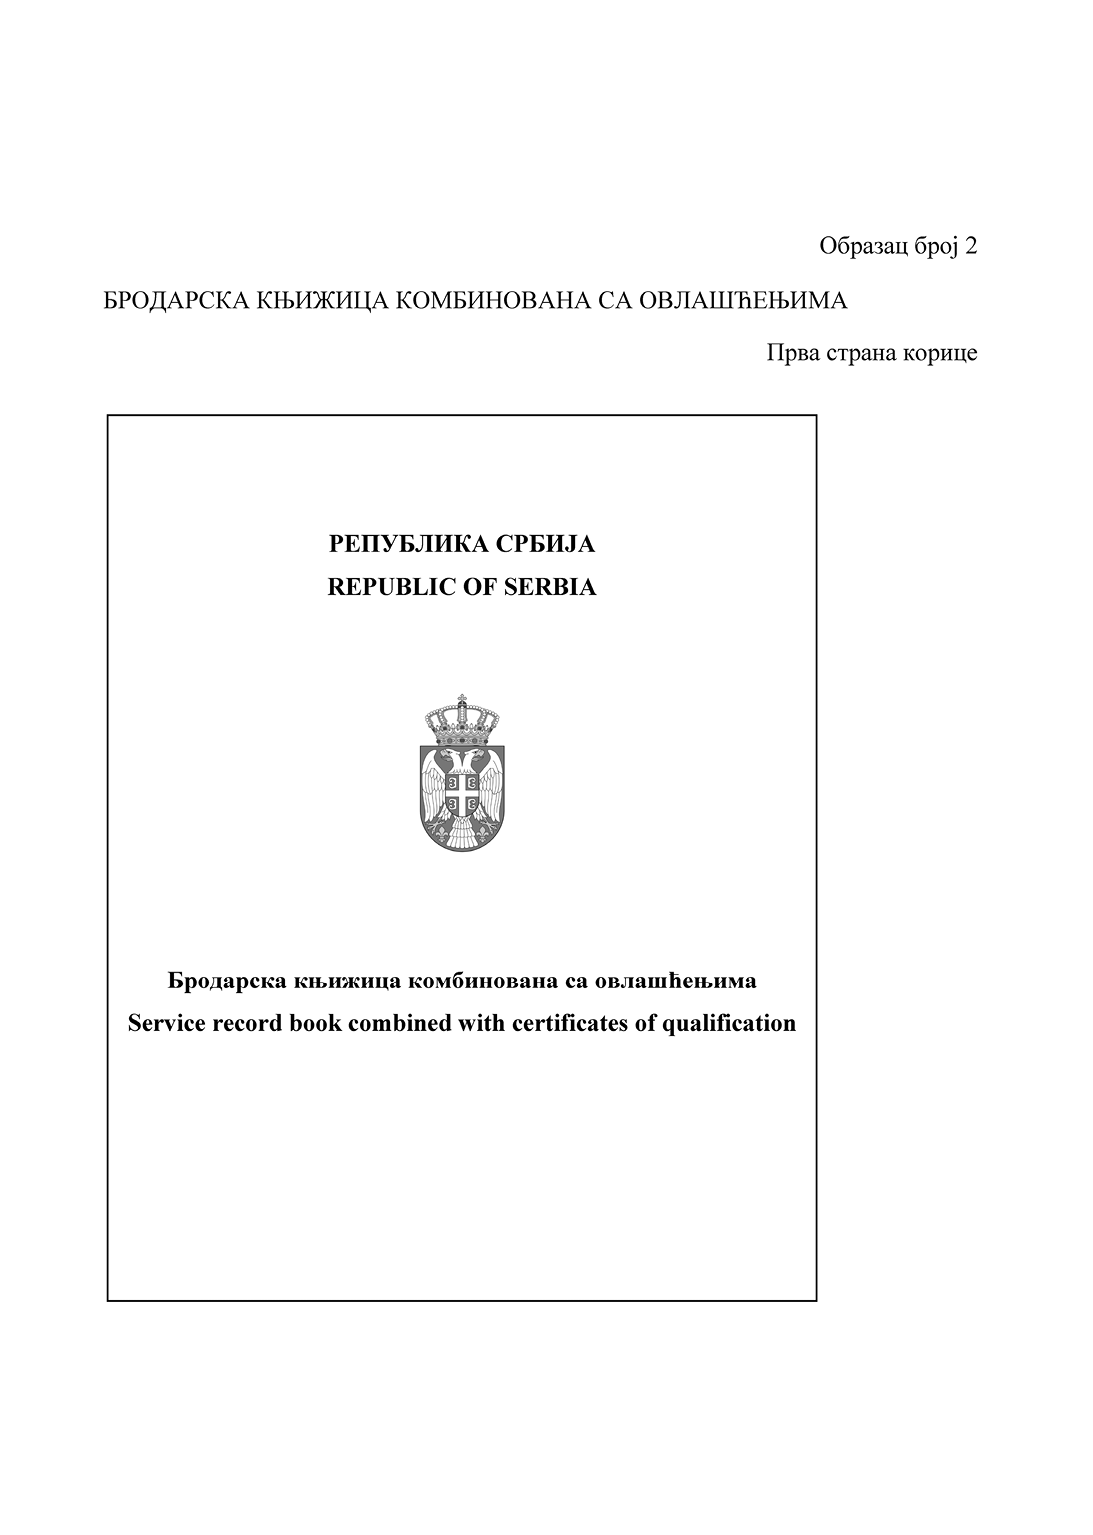 Образац број 2
БРОДАРСКА КЊИЖИЦА КОМБИНОВАНА СА ОВЛАШЋЕЊИМА
Прва страна корице
РЕПУБЛИКА СРБИЈА
REPUBLIC OF SERBIA
Бродарска књижица комбинована са овлашћењима
Service record book combined with certificates of qualification